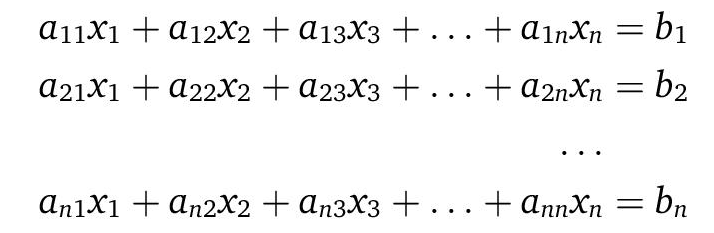 a₁₁x₁ + a₁₂x₂ + a₁₃x₃ + ... + a₁ₙxₙ = b₁
a₂₁x₁ + a₂₂x₂ + a₂₃x₃ + ... + a₂ₙxₙ = b₂
...
aₙ₁x₁ + aₙ₂x₂ + aₙ₃x₃ + ... + aₙₙxₙ = bₙ